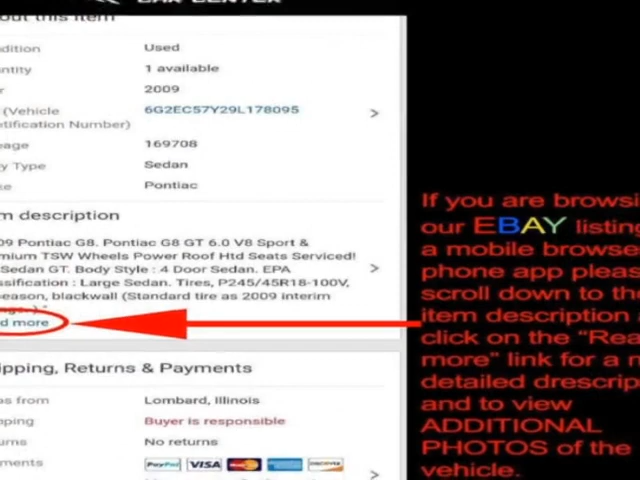 CAR CENTER
out this item
dition Used
ntity 1 available
r 2009
(Vehicle 6G2EC57Y29L178095 >
tification Number)
eage 169708
y Type Sedan
ke Pontiac
m description
09 Pontiac G8. Pontiac G8 GT 6.0 V8 Sport &
mium TSW Wheels Power Roof Htd Seats Serviced!
Sedan GT. Body Style : 4 Door Sedan. EPA >
ssification : Large Sedan. Tires, P245/45R18-100V,
eason, blackwall (Standard tire as 2009 interim
d more
ipping, Returns & Payments
s from Lombard, Illinois
ping Buyer is responsible
urns No returns
ments PayPal VISA DISCOVER >
If you are browsi
our EBAY listing
a mobile browse
phone app pleas
scroll down to th
item description
click on the "Rea
more" link for a m
detailed drescrip
and to view
ADDITIONAL
PHOTOS of the
vehicle.